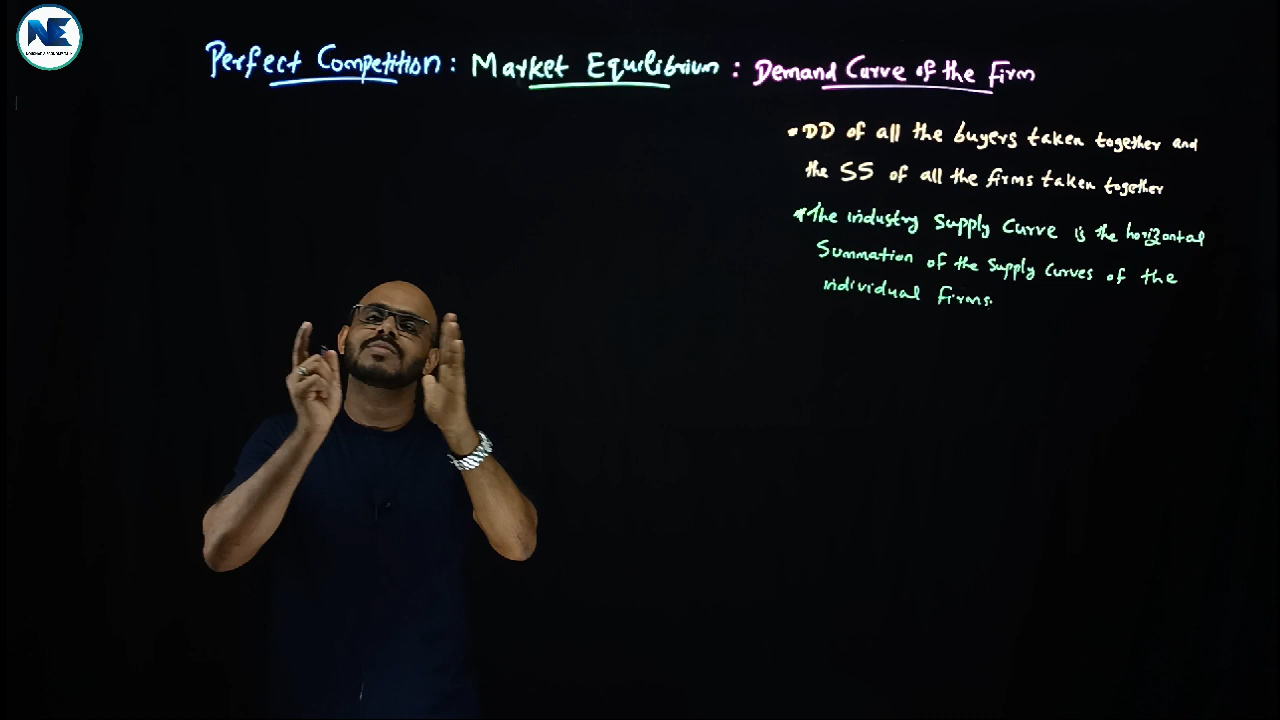 NE
Perfect Competition : Market Equilibrium : Demand Curve of the Firm
• DD of all the buyers taken together and
the SS of all the firms taken together
• The industry Supply Curve is the horizontal
Summation of the Supply Curves of the
individual firms.